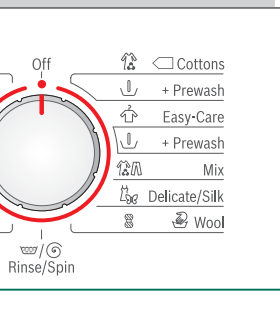 Off
Cottons
+ Prewash
Easy-Care
+ Prewash
Mix
Delicate/Silk
Wool
/
Rinse/Spin